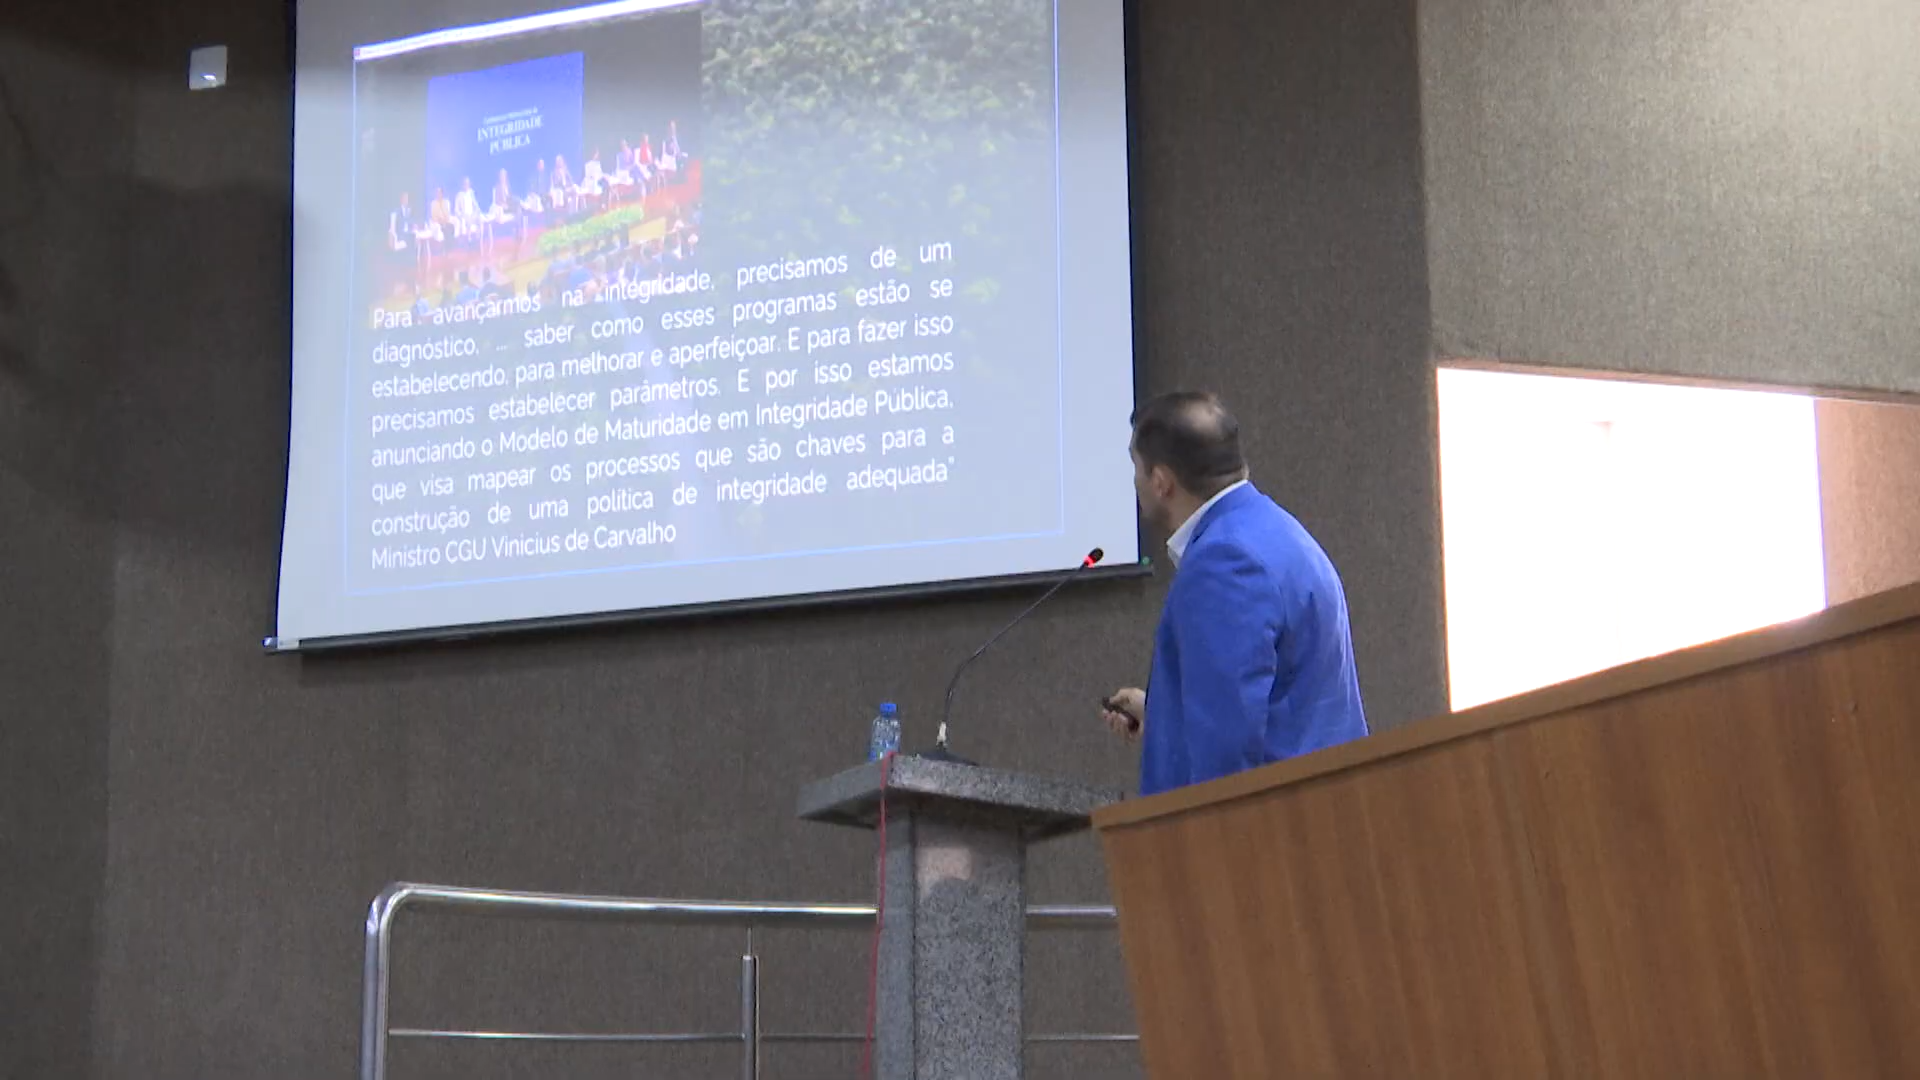 INTEGRIDADE
PÚBLICA
Para avançarmos na integridade, precisamos de um
diagnóstico, ... saber como esses programas estão se
estabelecendo, para melhorar e aperfeiçoar. E para fazer isso
precisamos estabelecer parâmetros. E por isso estamos
anunciando o Modelo de Maturidade em Integridade Pública,
que visa mapear os processos que são chaves para a
construção de uma política de integridade adequada"
Ministro CGU Vinicius de Carvalho